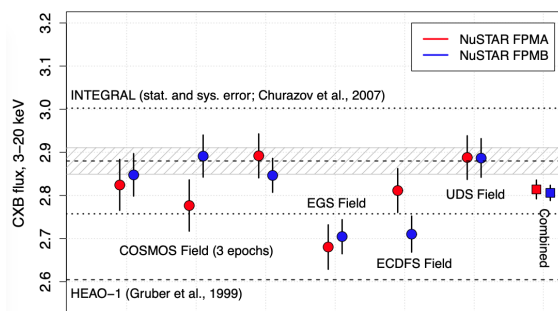 3.2
NuSTAR FPMA
NuSTAR FPMB
3.1
INTEGRAL (stat. and sys. error; Churazov et al., 2007)
3.0
2.9
2.8
2.7
2.6
CXB flux, 3−20 keV
EGS Field
UDS Field
COSMOS Field (3 epochs)
ECDFS Field
Combined
HEAO−1 (Gruber et al., 1999)